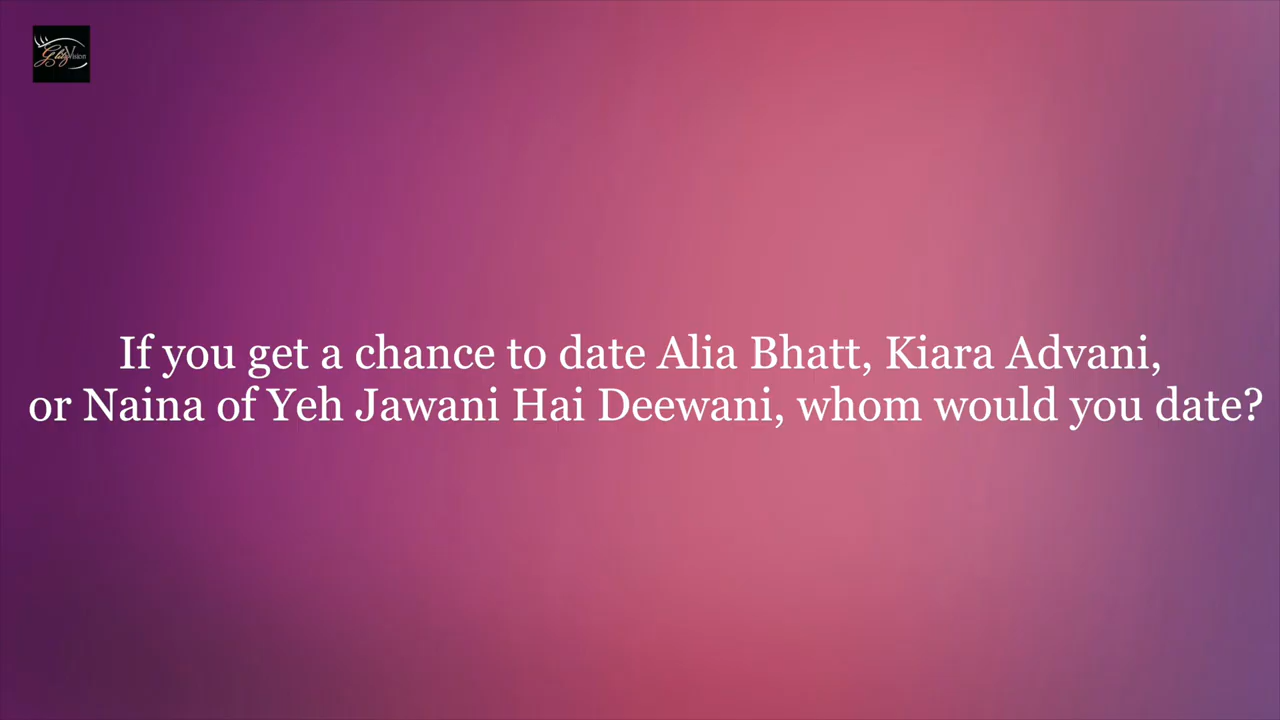 GlitzVision
If you get a chance to date Alia Bhatt, Kiara Advani,
or Naina of Yeh Jawani Hai Deewani, whom would you date?